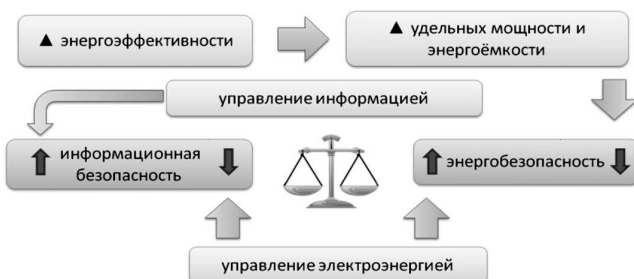 ▲ энергоэффективности
▲ удельных мощности и
энергоёмкости
управление информацией
информационная
безопасность
энергобезопасность
управление электроэнергией